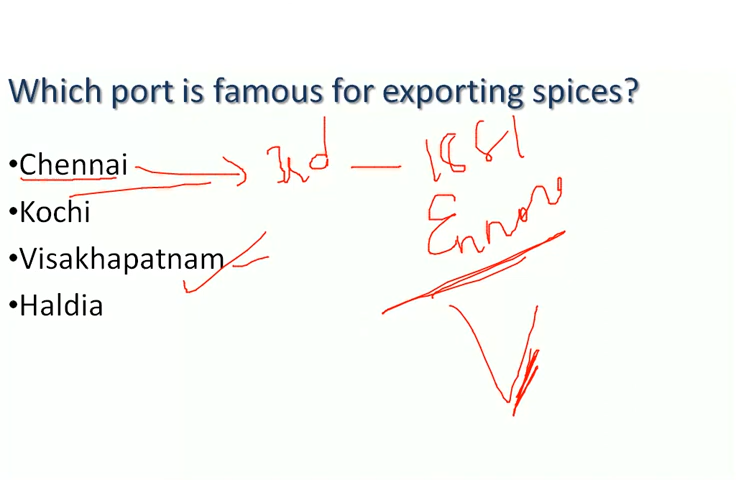 Which port is famous for exporting spices?
•Chennai 3rd — 1881
•Kochi Ennore
•Visakhapatnam
•Haldia
V